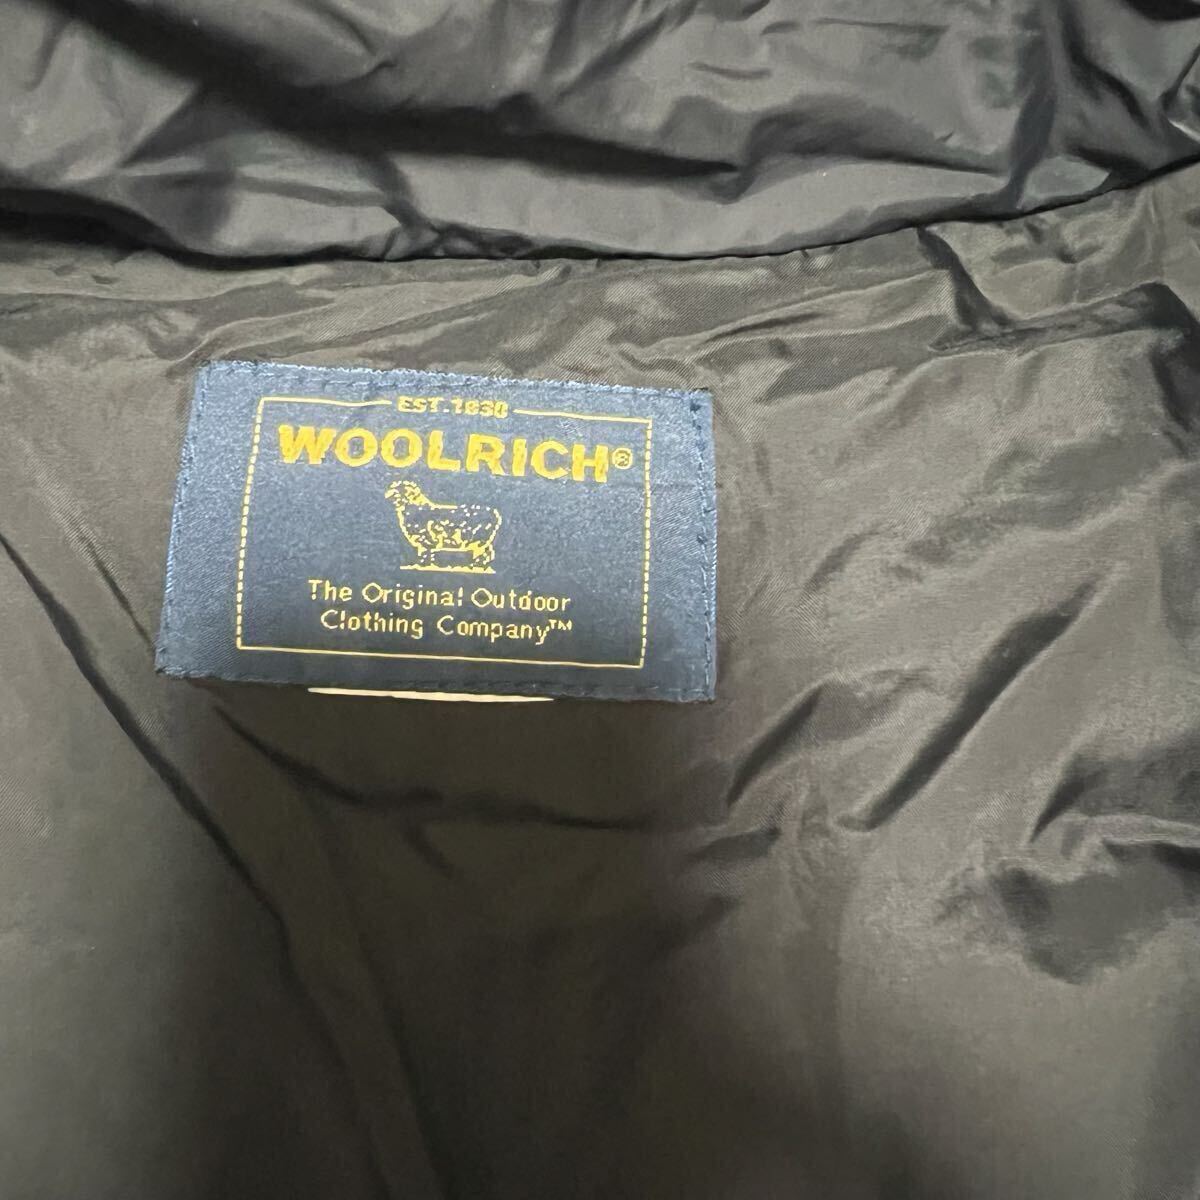 EST.1830
WOOLRICH®
The Original Outdoor
Clothing Company™